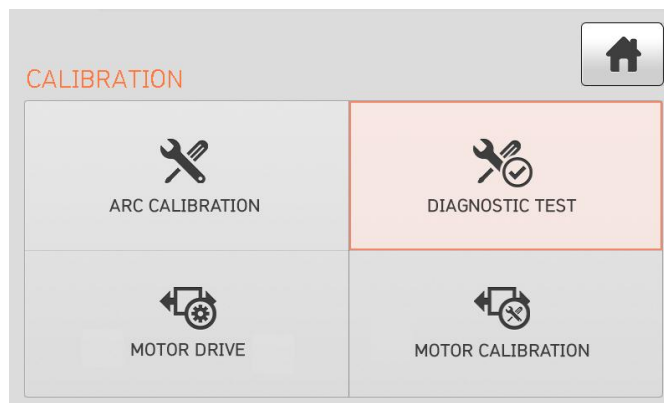 CALIBRATION
ARC CALIBRATION
DIAGNOSTIC TEST
MOTOR DRIVE
MOTOR CALIBRATION